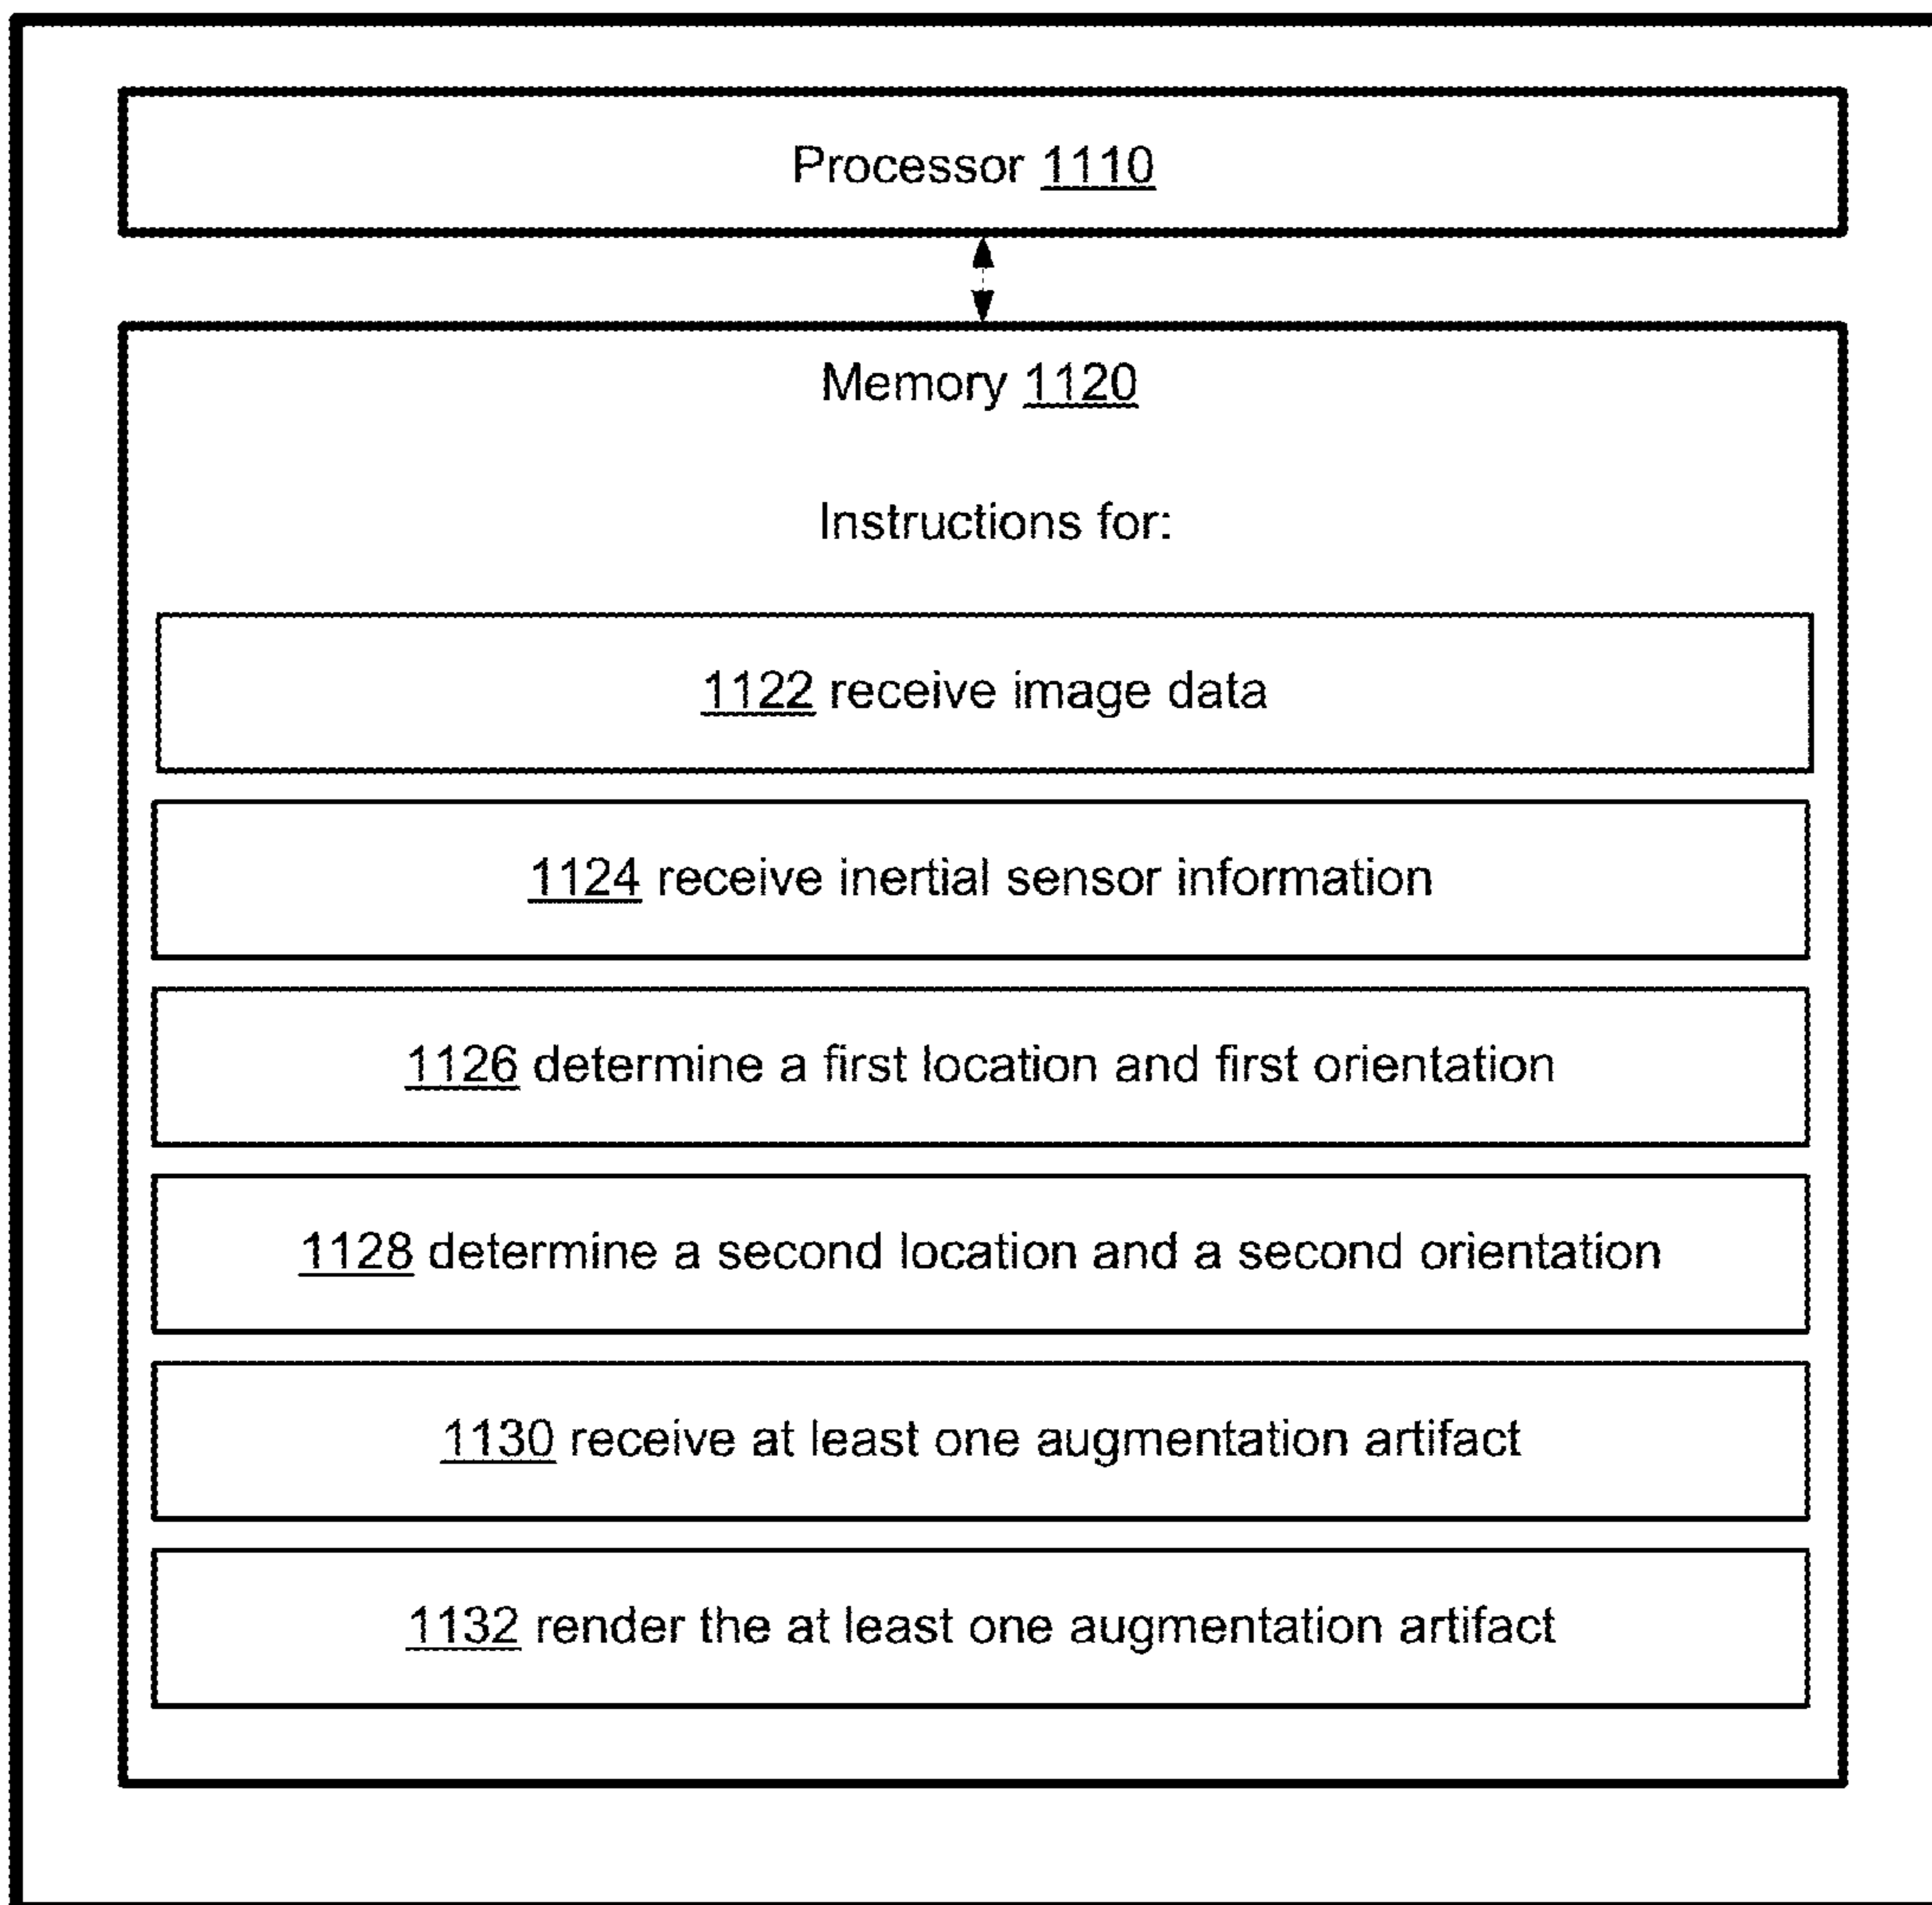 Processor 1110
Memory 1120
Instructions for:
1122 receive image data
1124 receive inertial sensor information
1126 determine a first location and first orientation
1128 determine a second location and a second orientation
1130 receive at least one augmentation artifact
1132 render the at least one augmentation artifact